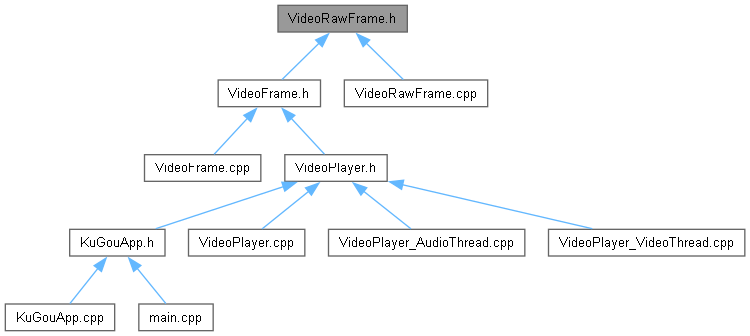 VideoRawFrame.h
VideoFrame.h
VideoRawFrame.cpp
VideoFrame.cpp
VideoPlayer.h
KuGouApp.h
VideoPlayer.cpp
VideoPlayer_AudioThread.cpp
VideoPlayer_VideoThread.cpp
KuGouApp.cpp
main.cpp